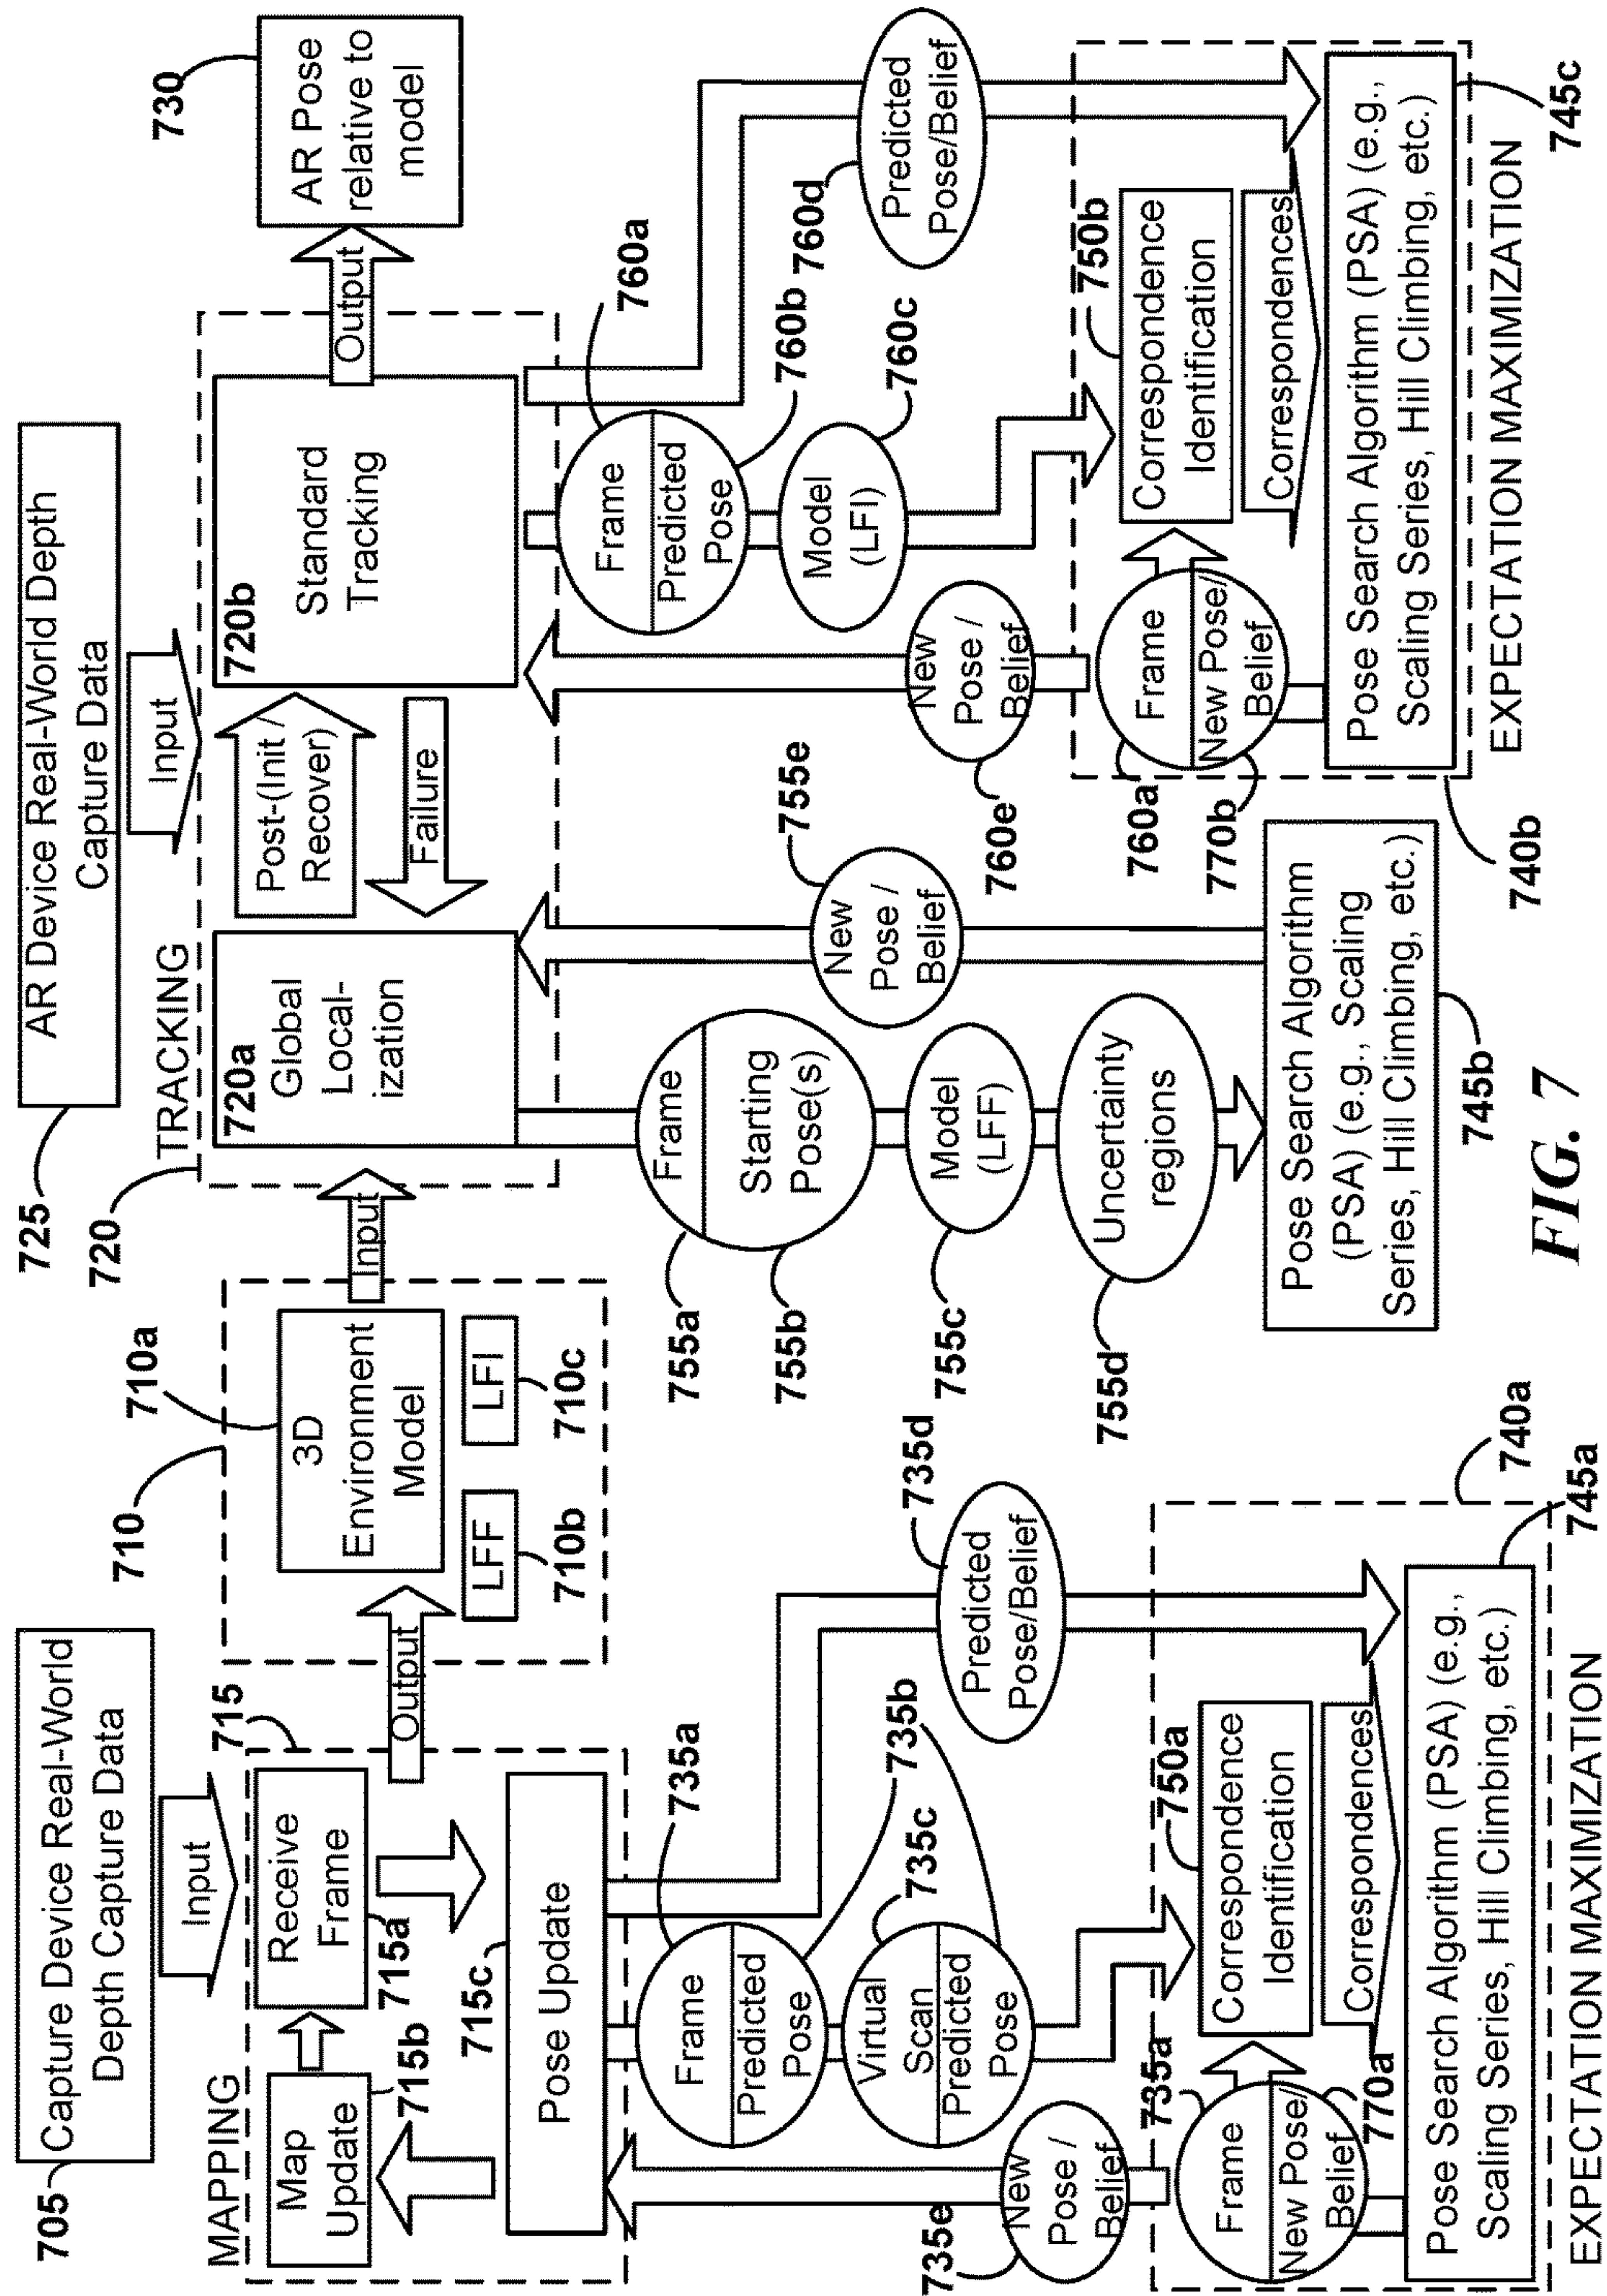 705
Capture Device Real-World
Depth Capture Data
Input
MAPPING
715
Map
Update
715b
Receive
Frame
715a
715c
Pose Update
Output
710
710a
3D
Environment
Model
LFF
710b
LFI
710c
Input
725
AR Device Real-World Depth
Capture Data
Input
720
TRACKING
720a
Global
Local-
ization
Post-(Init /
Recover)
Failure
720b
Standard
Tracking
Output
730
AR Pose
relative to
model
735a
Frame
Predicted
Pose
735b
735c
Virtual
Scan
Predicted
Pose
735d
Predicted
Pose/Belief
735e
New
Pose /
Belief
735a
Frame
New Pose/
Belief
770a
750a
Correspondence
Identification
Correspondences
740a
745a
Pose Search Algorithm (PSA) (e.g.,
Scaling Series, Hill Climbing, etc.)
EXPECTATION MAXIMIZATION
755a
Frame
Starting
Pose(s)
755b
Model
(LFF)
755c
Uncertainty
regions
755d
755e
New
Pose /
Belief
Pose Search Algorithm
(PSA) (e.g., Scaling
Series, Hill Climbing, etc.)
745b
760a
Frame
Predicted
Pose
760b
Model
(LFI)
760c
760d
Predicted
Pose/Belief
New
Pose /
Belief
760e
Frame
New Pose/
Belief
760a
770b
750b
Correspondence
Identification
Correspondences
Pose Search Algorithm (PSA) (e.g.,
Scaling Series, Hill Climbing, etc.)
745c
740b
EXPECTATION MAXIMIZATION
FIG. 7